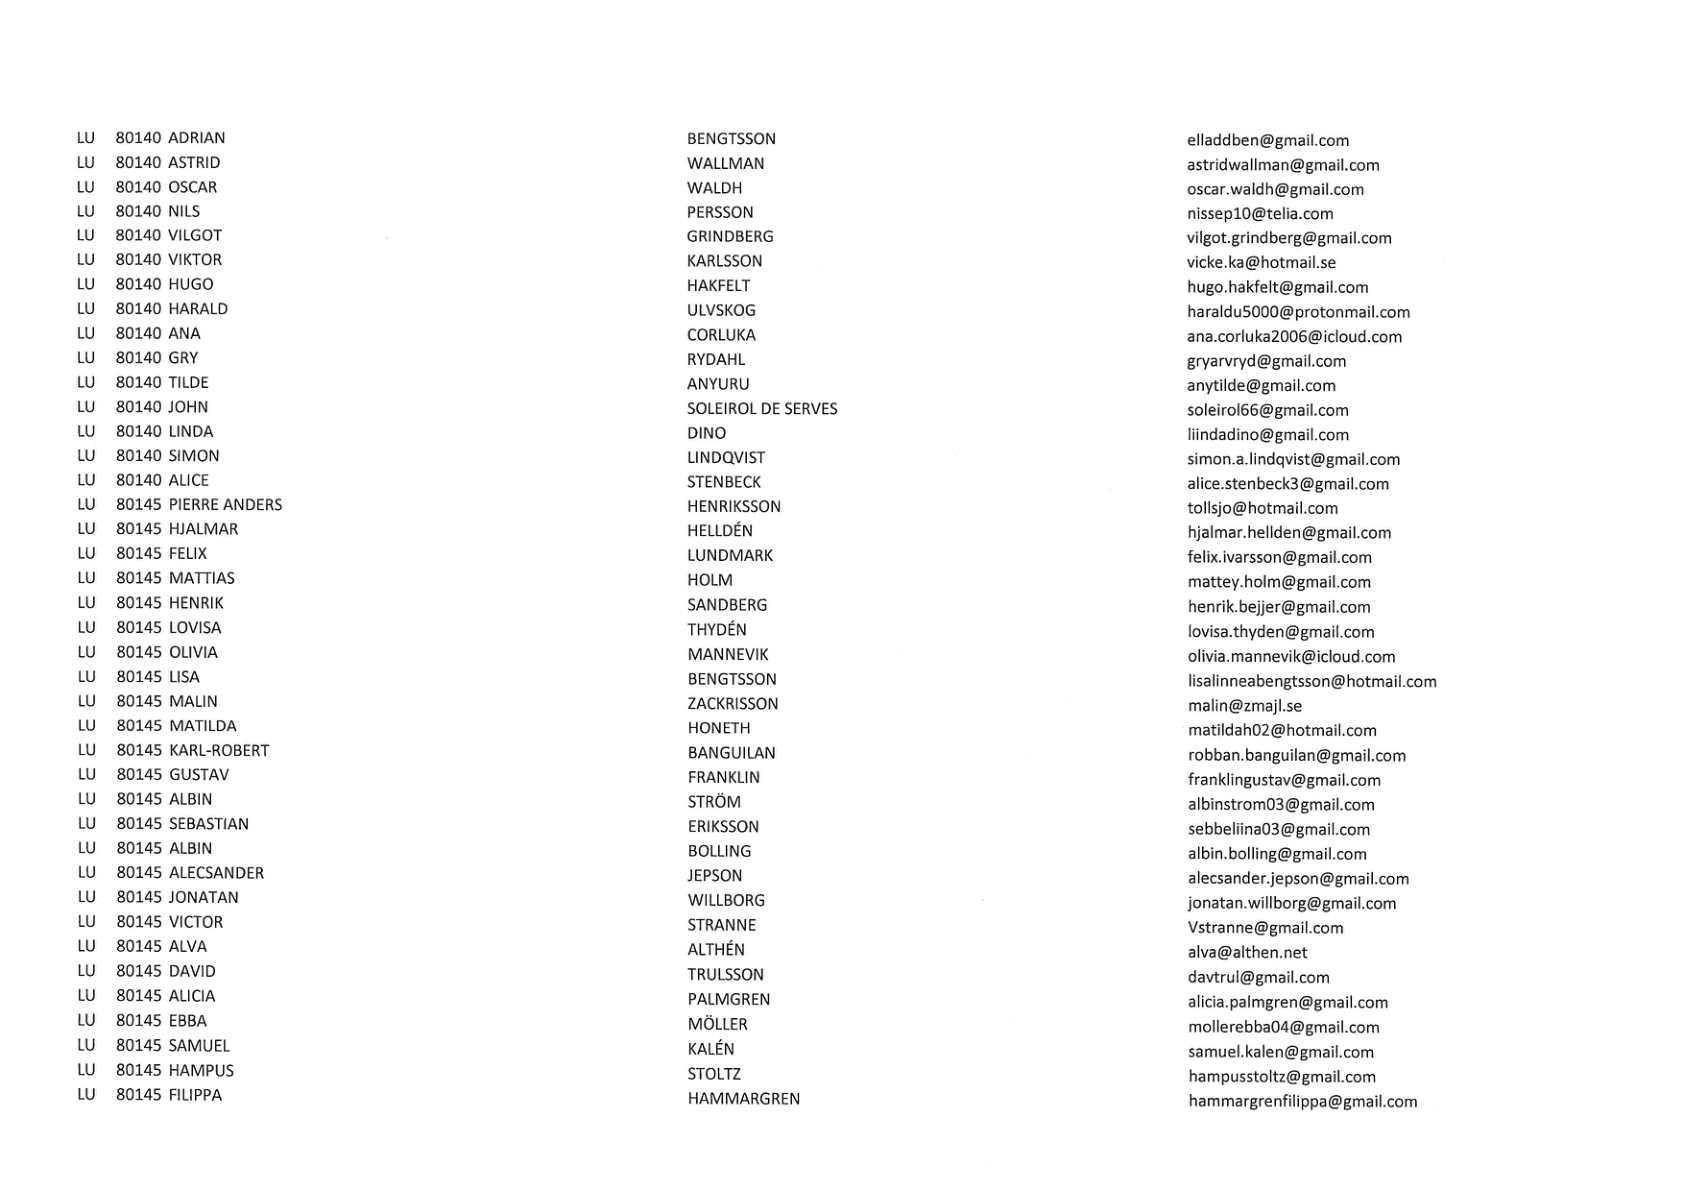 LU 80140 ADRIAN BENGTSSON elladdben@gmail.com
LU 80140 ASTRID WALLMAN astridwallman@gmail.com
LU 80140 OSCAR WALDH oscar.waldh@gmail.com
LU 80140 NILS PERSSON nissep10@telia.com
LU 80140 VILGOT GRINDBERG vilgot.grindberg@gmail.com
LU 80140 VIKTOR KARLSSON vicke.ka@hotmail.se
LU 80140 HUGO HAKFELT hugo.hakfelt@gmail.com
LU 80140 HARALD ULVSKOG haraldu5000@protonmail.com
LU 80140 ANA CORLUKA ana.corluka2006@icloud.com
LU 80140 GRY RYDAHL gryarvryd@gmail.com
LU 80140 TILDE ANYURU anytilde@gmail.com
LU 80140 JOHN SOLEIROL DE SERVES soleirol66@gmail.com
LU 80140 LINDA DINO liindadino@gmail.com
LU 80140 SIMON LINDQVIST simon.a.lindqvist@gmail.com
LU 80140 ALICE STENBECK alice.stenbeck3@gmail.com
LU 80145 PIERRE ANDERS HENRIKSSON tollsjo@hotmail.com
LU 80145 HJALMAR HELLDÉN hjalmar.hellden@gmail.com
LU 80145 FELIX LUNDMARK felix.ivarsson@gmail.com
LU 80145 MATTIAS HOLM mattey.holm@gmail.com
LU 80145 HENRIK SANDBERG henrik.bejjer@gmail.com
LU 80145 LOVISA THYDÉN lovisa.thyden@gmail.com
LU 80145 OLIVIA MANNEVIK olivia.mannevik@icloud.com
LU 80145 LISA BENGTSSON lisalinneabengtsson@hotmail.com
LU 80145 MALIN ZACKRISSON malin@zmajl.se
LU 80145 MATILDA HONETH matildah02@hotmail.com
LU 80145 KARL-ROBERT BANGUILAN robban.banguilan@gmail.com
LU 80145 GUSTAV FRANKLIN franklingustav@gmail.com
LU 80145 ALBIN STRÖM albinstrom03@gmail.com
LU 80145 SEBASTIAN ERIKSSON sebbeliina03@gmail.com
LU 80145 ALBIN BOLLING albin.bolling@gmail.com
LU 80145 ALECSANDER JEPSON alecsander.jepson@gmail.com
LU 80145 JONATAN WILLBORG jonatan.willborg@gmail.com
LU 80145 VICTOR STRANNE Vstranne@gmail.com
LU 80145 ALVA ALTHÉN alva@althen.net
LU 80145 DAVID TRULSSON davtrul@gmail.com
LU 80145 ALICIA PALMGREN alicia.palmgren@gmail.com
LU 80145 EBBA MÖLLER mollerebba04@gmail.com
LU 80145 SAMUEL KALÉN samuel.kalen@gmail.com
LU 80145 HAMPUS STOLTZ hampusstoltz@gmail.com
LU 80145 FILIPPA HAMMARGREN hammargrenfilippa@gmail.com